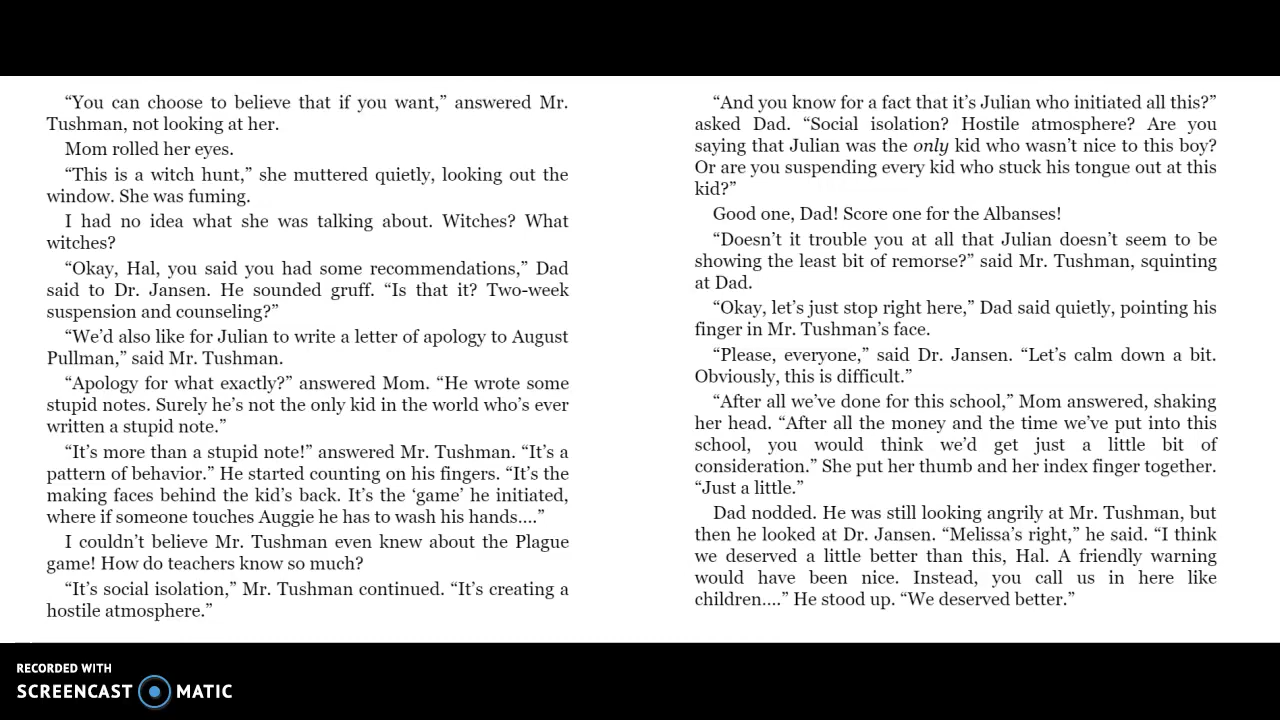 “You can choose to believe that if you want,” answered Mr.
Tushman, not looking at her.
Mom rolled her eyes.
“This is a witch hunt,” she muttered quietly, looking out the
window. She was fuming.
I had no idea what she was talking about. Witches? What
witches?
“Okay, Hal, you said you had some recommendations,” Dad
said to Dr. Jansen. He sounded gruff. “Is that it? Two-week
suspension and counseling?”
“We’d also like for Julian to write a letter of apology to August
Pullman,” said Mr. Tushman.
“Apology for what exactly?” answered Mom. “He wrote some
stupid notes. Surely he’s not the only kid in the world who’s ever
written a stupid note.”
“It’s more than a stupid note!” answered Mr. Tushman. “It’s a
pattern of behavior.” He started counting on his fingers. “It’s the
making faces behind the kid’s back. It’s the ‘game’ he initiated,
where if someone touches Auggie he has to wash his hands....”
I couldn’t believe Mr. Tushman even knew about the Plague
game! How do teachers know so much?
“It’s social isolation,” Mr. Tushman continued. “It’s creating a
hostile atmosphere.”
“And you know for a fact that it’s Julian who initiated all this?”
asked Dad. “Social isolation? Hostile atmosphere? Are you
saying that Julian was the only kid who wasn’t nice to this boy?
Or are you suspending every kid who stuck his tongue out at this
kid?”
Good one, Dad! Score one for the Albanses!
“Doesn’t it trouble you at all that Julian doesn’t seem to be
showing the least bit of remorse?” said Mr. Tushman, squinting
at Dad.
“Okay, let’s just stop right here,” Dad said quietly, pointing his
finger in Mr. Tushman’s face.
“Please, everyone,” said Dr. Jansen. “Let’s calm down a bit.
Obviously, this is difficult.”
“After all we’ve done for this school,” Mom answered, shaking
her head. “After all the money and the time we’ve put into this
school, you would think we’d get just a little bit of
consideration.” She put her thumb and her index finger together.
“Just a little.”
Dad nodded. He was still looking angrily at Mr. Tushman, but
then he looked at Dr. Jansen. “Melissa’s right,” he said. “I think
we deserved a little better than this, Hal. A friendly warning
would have been nice. Instead, you call us in here like
children....” He stood up. “We deserved better.”
RECORDED WITH
SCREENCAST MATIC